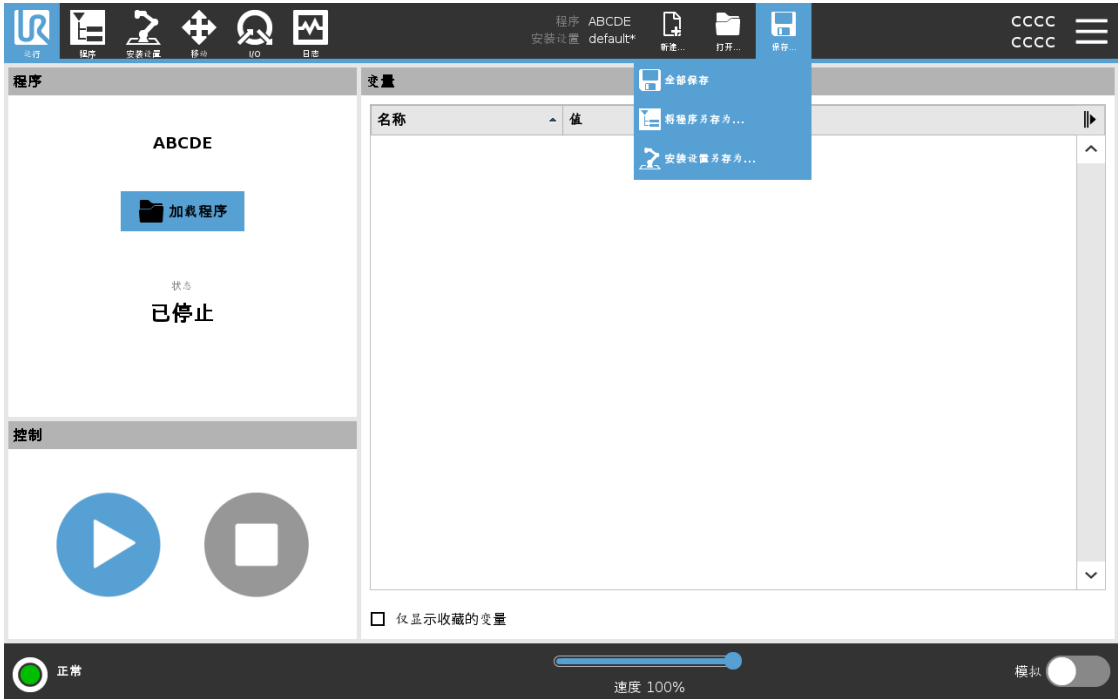 UR
运行
程序
安装设置
移动
I/O
日志
程序 ABCDE
安装设置 default*
新建...
打开...
保存...
CCCC
CCCC
全部保存
将程序另存为...
安装设置另存为...
程序
ABCDE
加载程序
状态
已停止
控制
变量
名称
值
仅显示收藏的变量
正常
速度 100%
模拟